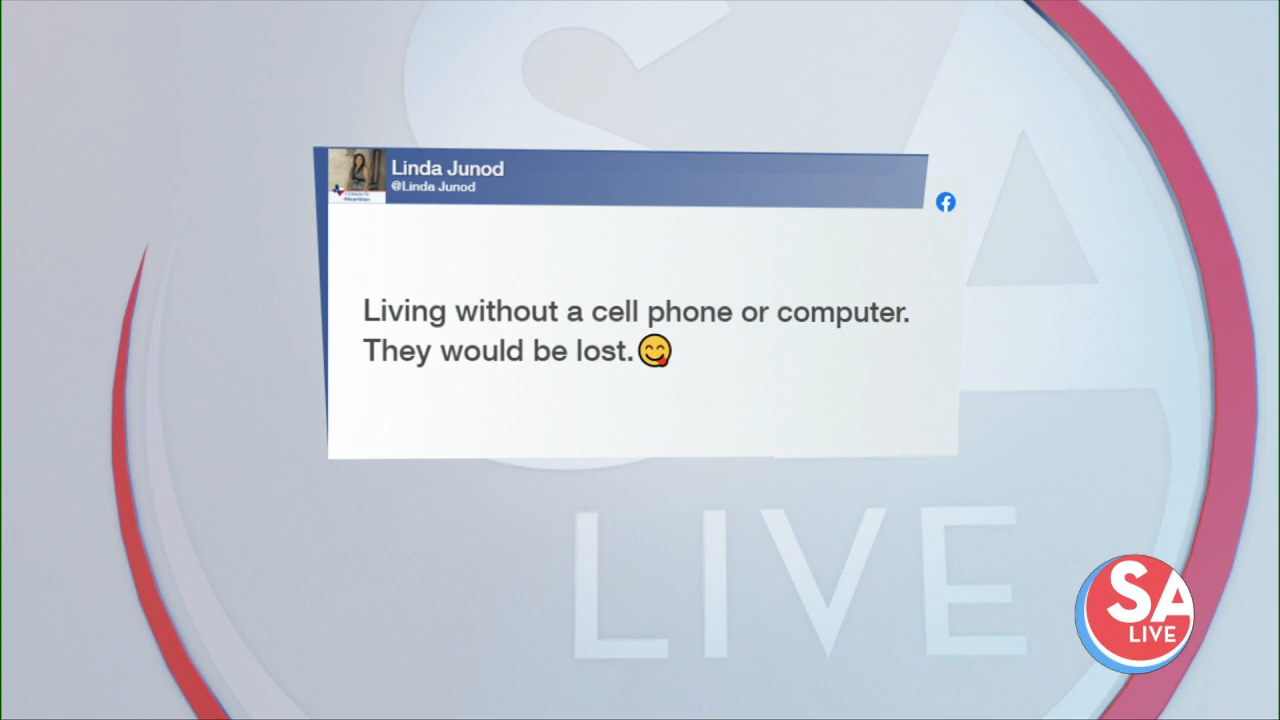 SA
LIVE
Linda Junod
@Linda Junod
Living without a cell phone or computer.
They would be lost.😋
SA
LIVE